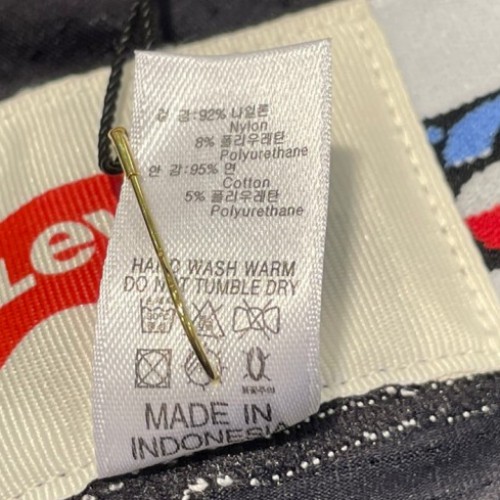 겉 감:92% 나일론
Nylon
8% 폴리우레탄
Polyurethane
안 감:95% 면
Cotton
5% 폴리우레탄
Polyurethane
HAND WASH WARM
DO NOT TUMBLE DRY
MADE IN
INDONESIA
Lev